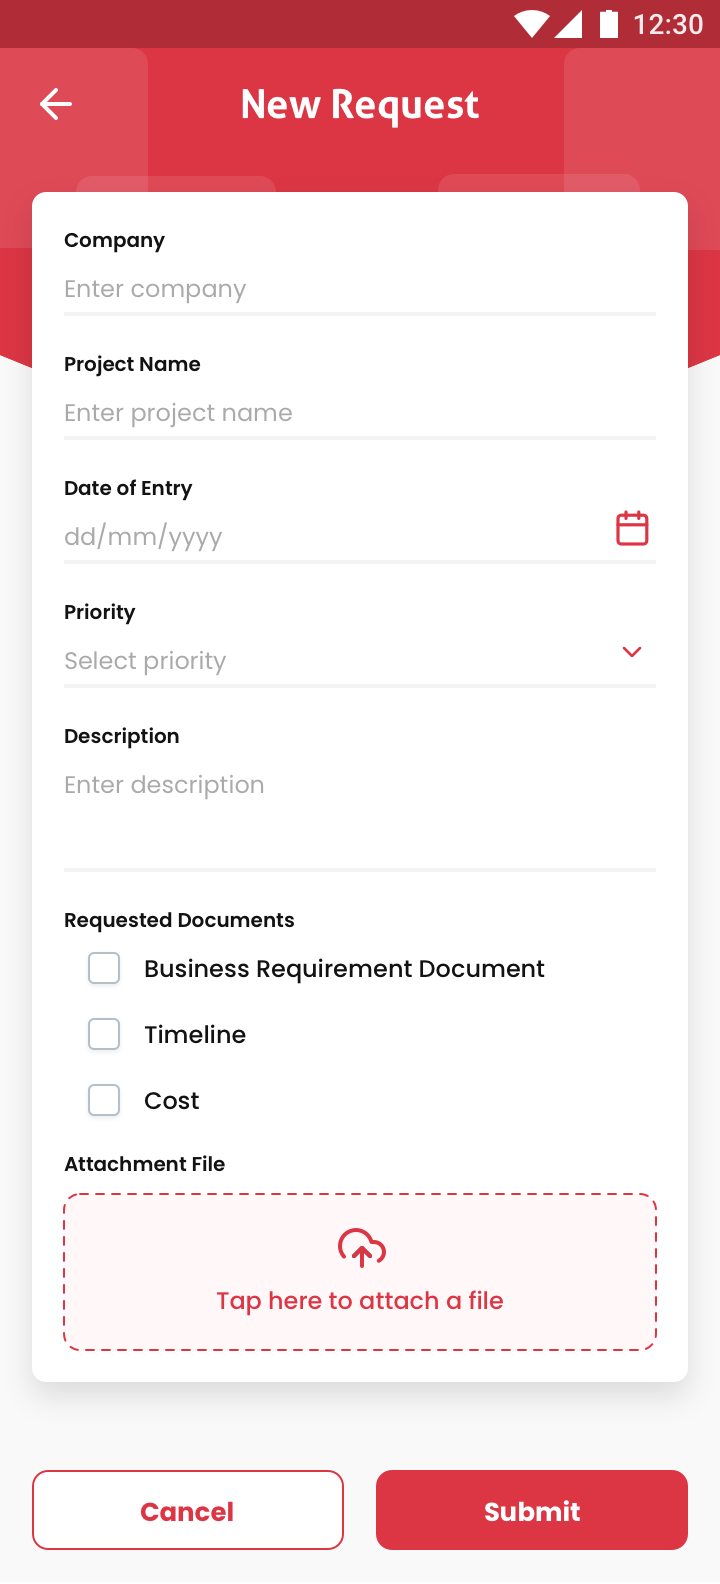 12:30
New Request
Company
Enter company
Project Name
Enter project name
Date of Entry
dd/mm/yyyy
Priority
Select priority
Description
Enter description
Requested Documents
Business Requirement Document
Timeline
Cost
Attachment File
Tap here to attach a file
Cancel
Submit